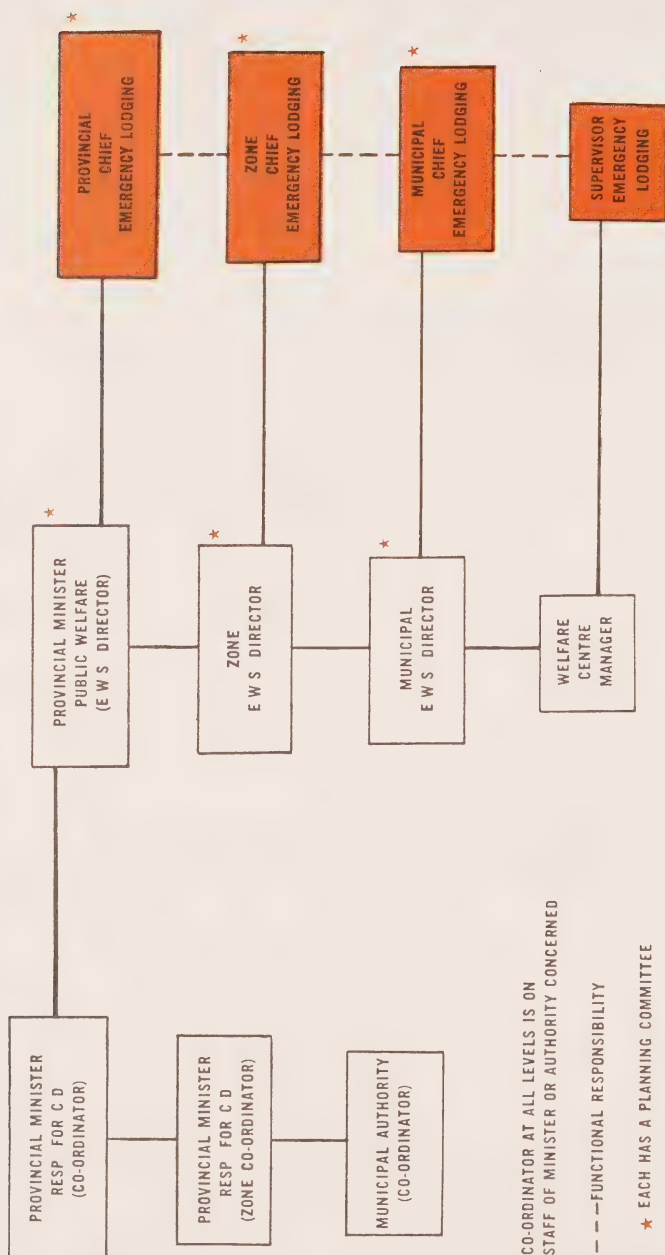 PROVINCIAL MINISTER
RESP FOR C D
(CO-ORDINATOR)
PROVINCIAL MINISTER
PUBLIC WELFARE
(E W S DIRECTOR)
★
PROVINCIAL
CHIEF
EMERGENCY LODGING
★
PROVINCIAL MINISTER
RESP FOR C D
(ZONE CO-ORDINATOR)
ZONE
E W S DIRECTOR
★
ZONE
CHIEF
EMERGENCY LODGING
★
MUNICIPAL AUTHORITY
(CO-ORDINATOR)
MUNICIPAL
E W S DIRECTOR
★
MUNICIPAL
CHIEF
EMERGENCY LODGING
★
WELFARE
CENTRE
MANAGER
SUPERVISOR
EMERGENCY
LODGING
CO-ORDINATOR AT ALL LEVELS IS ON
STAFF OF MINISTER OR AUTHORITY CONCERNED
- - - FUNCTIONAL RESPONSIBILITY
★ EACH HAS A PLANNING COMMITTEE